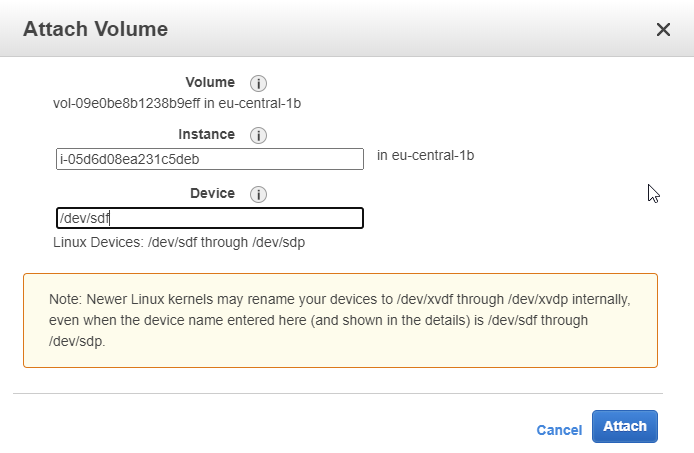 Attach Volume
Volume
vol-09e0be8b1238b9eff in eu-central-1b
Instance
i-05d6d08ea231c5deb in eu-central-1b
Device
/dev/sdf
Linux Devices: /dev/sdf through /dev/sdp
Note: Newer Linux kernels may rename your devices to /dev/xvdf through /dev/xvdp internally,
even when the device name entered here (and shown in the details) is /dev/sdf through
/dev/sdp.
Cancel Attach